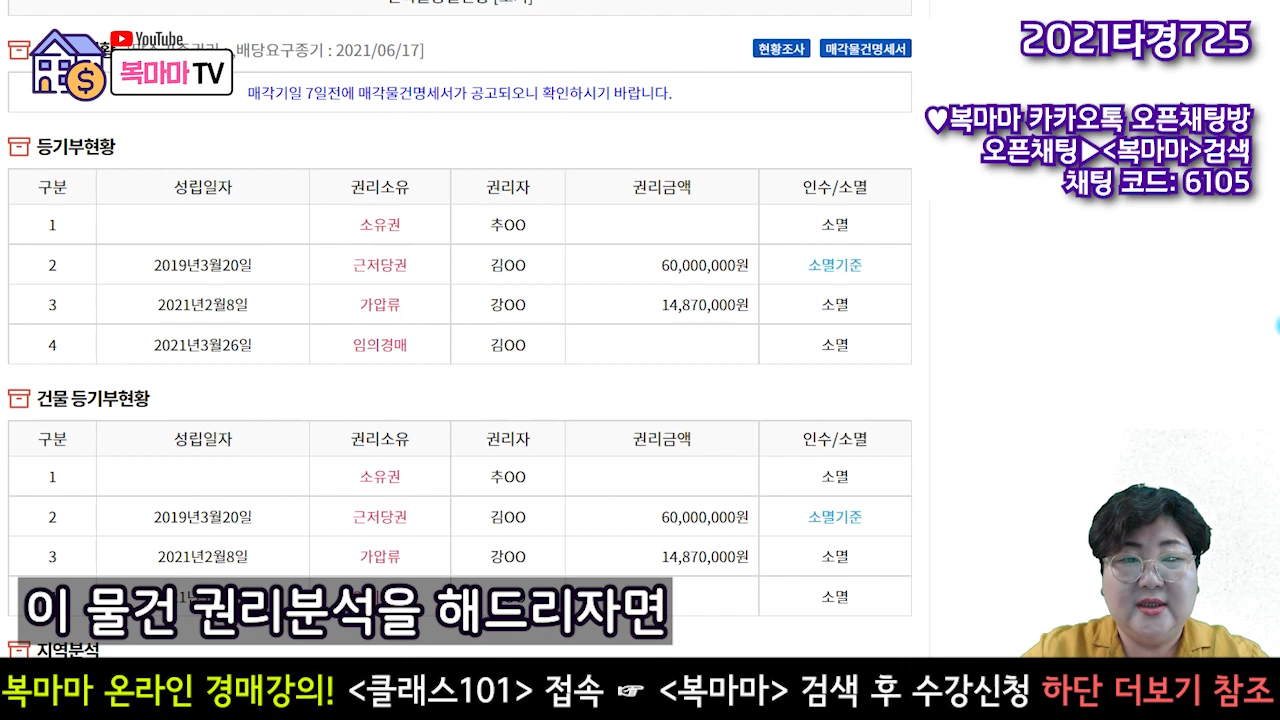 YouTube
복마마 TV
배당요구종기 : 2021/06/17]
현황조사 매각물건명세서
매각기일 7일전에 매각물건명세서가 공고되오니 확인하시기 바랍니다.
2021타경725
♥복마마 카카오톡 오픈채팅방
오픈채팅▶<복마마>검색
채팅 코드: 6105
등기부현황
구분 성립일자 권리소유 권리자 권리금액 인수/소멸
1 소유권 추OO 소멸
2 2019년3월20일 근저당권 김OO 60,000,000원 소멸기준
3 2021년2월8일 가압류 강OO 14,870,000원 소멸
4 2021년3월26일 임의경매 김OO 소멸
건물 등기부현황
구분 성립일자 권리소유 권리자 권리금액 인수/소멸
1 소유권 추OO 소멸
2 2019년3월20일 근저당권 김OO 60,000,000원 소멸기준
3 2021년2월8일 가압류 강OO 14,870,000원 소멸
소멸
이 물건 권리분석을 해드리자면
지역분석
복마마 온라인 경매강의! <클래스101> 접속 ☞ <복마마> 검색 후 수강신청 하단 더보기 참조